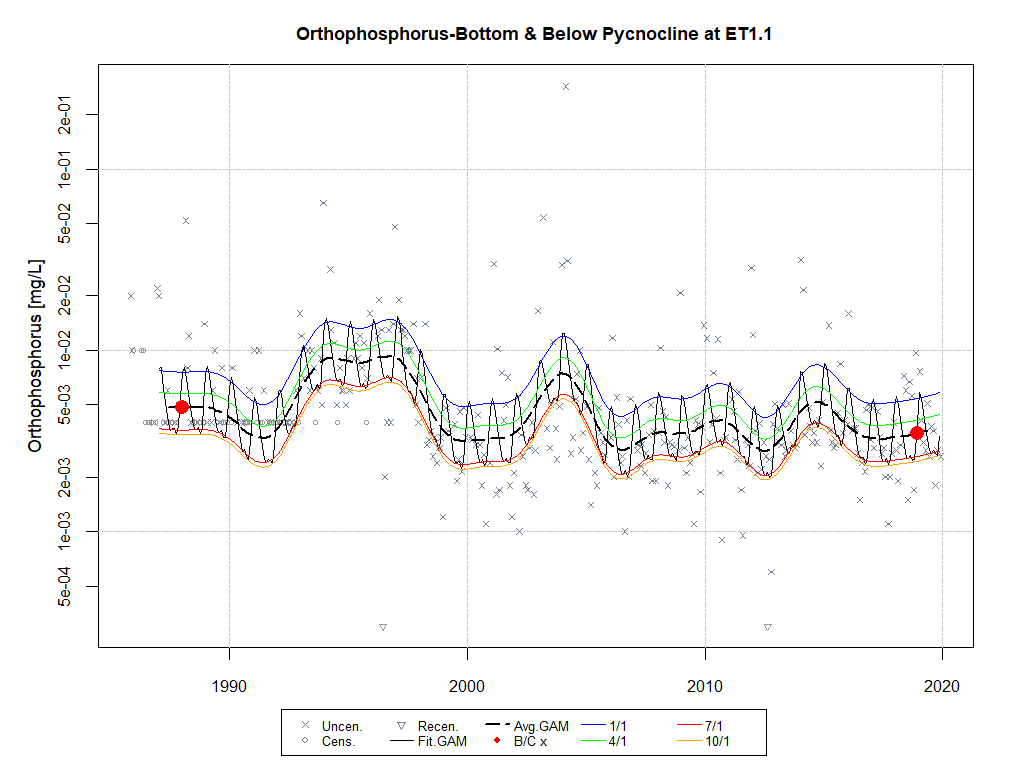 Orthophosphorus-Bottom & Below Pycnocline at ET1.1
Orthophosphorus [mg/L]
2e-01
1e-01
5e-02
2e-02
1e-02
5e-03
2e-03
1e-03
5e-04
1990 2000 2010 2020
Uncen. Recen. Avg.GAM 1/1 7/1
Cens. Fit.GAM B/C x 4/1 10/1